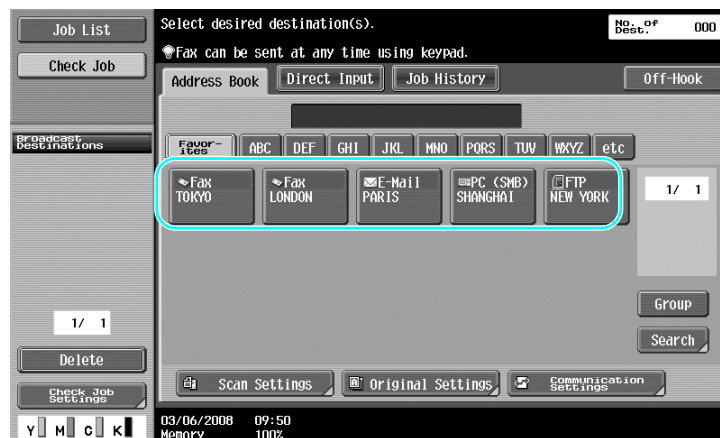 Job List
Check Job
Broadcast
Destinations
1/ 1
Delete
Check Job
Settings
Y M C K
Select desired destination(s).
No. of
Dest. 000
Fax can be sent at any time using keypad.
Address Book Direct Input Job History Off-Hook
Favor-
ites ABC DEF GHI JKL MNO PQRS TUV WXYZ etc
Fax Fax E-Mail PC (SMB) FTP
TOKYO LONDON PARIS SHANGHAI NEW YORK
1/ 1
Group
Search
Scan Settings Original Settings Communication
Settings
03/06/2008 09:50
Memory 100%